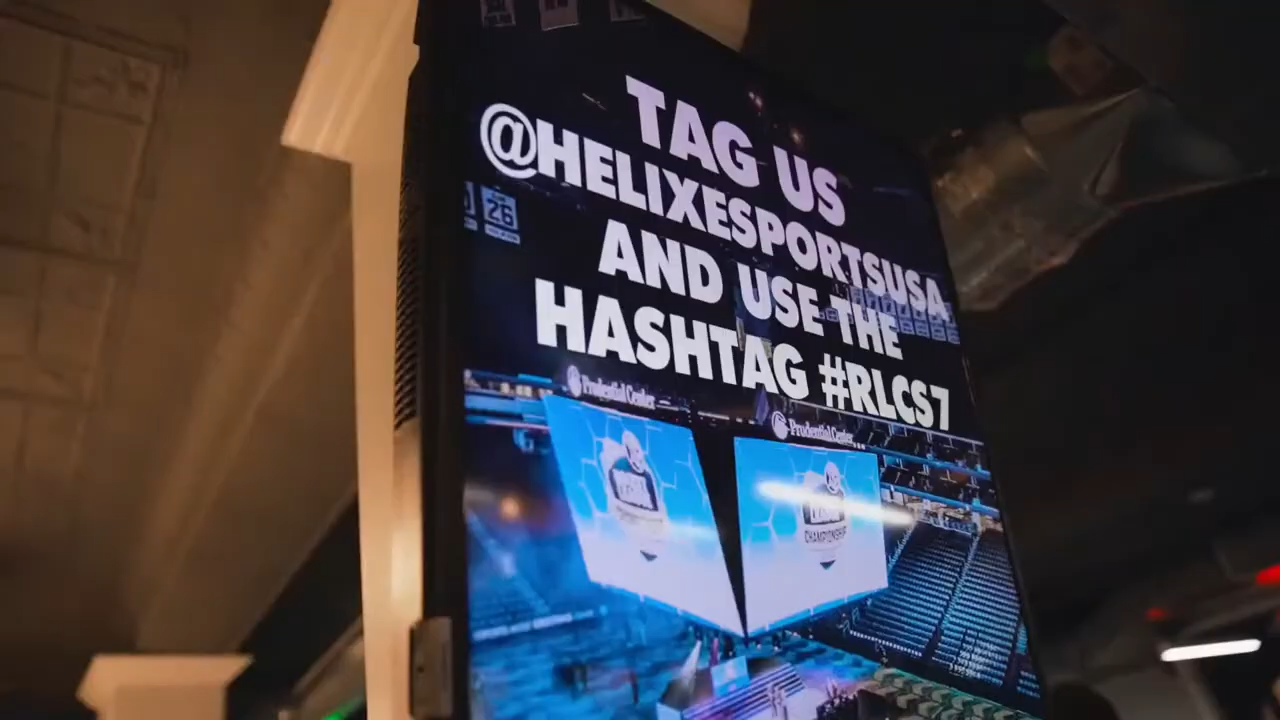 TAG US
@HELIXESPORTSUSA
AND USE THE
HASHTAG #RLCS7
26
Prudential Center
Prudential Center
CHAMPIONSHIP